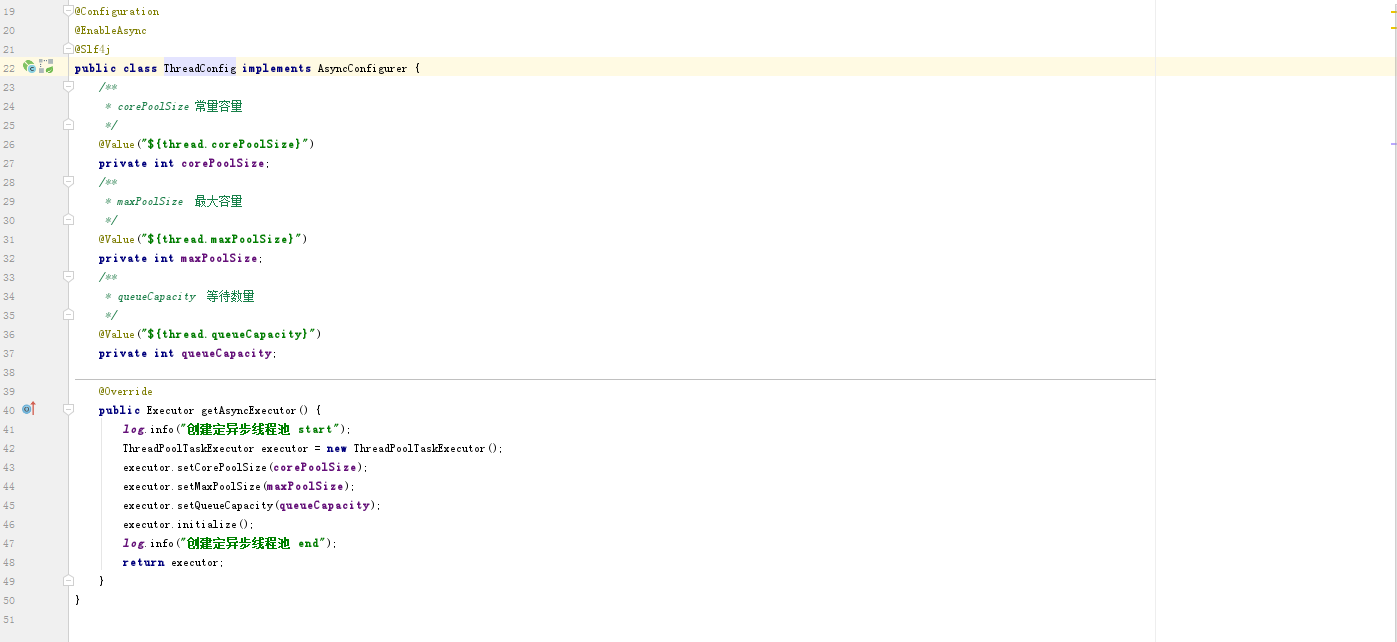 19 @Configuration
20 @EnableAsync
21 @Slf4j
22 public class ThreadConfig implements AsyncConfigurer {
23 /**
24 * corePoolSize 常量容量
25 */
26 @Value("${thread.corePoolSize}")
27 private int corePoolSize;
28 /**
29 * maxPoolSize 最大容量
30 */
31 @Value("${thread.maxPoolSize}")
32 private int maxPoolSize;
33 /**
34 * queueCapacity 等待数量
35 */
36 @Value("${thread.queueCapacity}")
37 private int queueCapacity;
38
39 @Override
40 public Executor getAsyncExecutor() {
41 log.info("创建定异步线程池 start");
42 ThreadPoolTaskExecutor executor = new ThreadPoolTaskExecutor();
43 executor.setCorePoolSize(corePoolSize);
44 executor.setMaxPoolSize(maxPoolSize);
45 executor.setQueueCapacity(queueCapacity);
46 executor.initialize();
47 log.info("创建定异步线程池 end");
48 return executor;
49 }
50 }
51